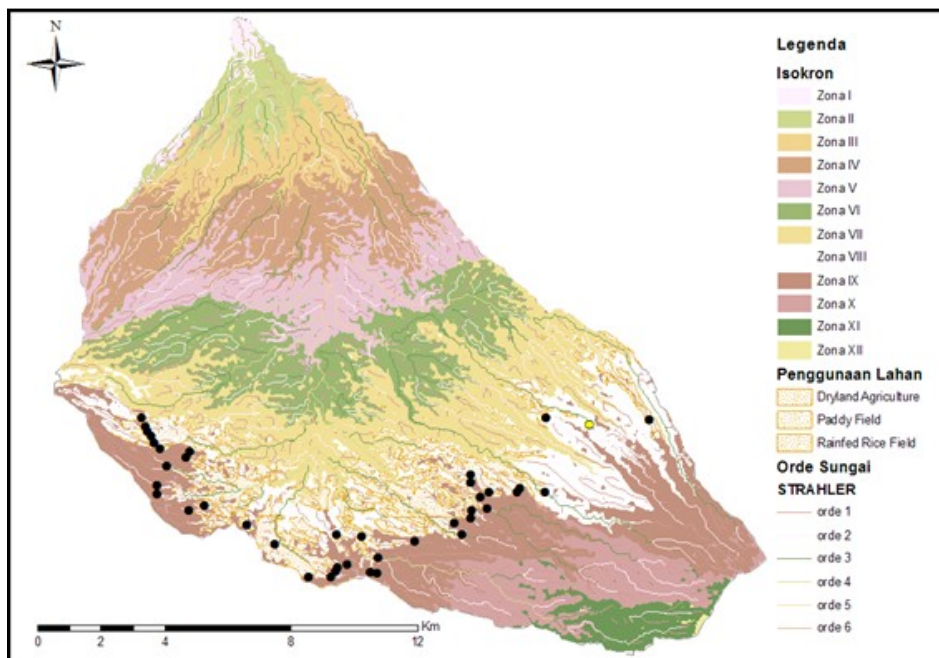 N
Legenda
Isokron
Zona I
Zona II
Zona III
Zona IV
Zona V
Zona VI
Zona VII
Zona VIII
Zona IX
Zona X
Zona XI
Zona XII
Penggunaan Lahan
Dryland Agriculture
Paddy Field
Rainfed Rice Field
Orde Sungai
STRAHLER
orde 1
orde 2
orde 3
orde 4
orde 5
orde 6
Km
0 2 4 8 12